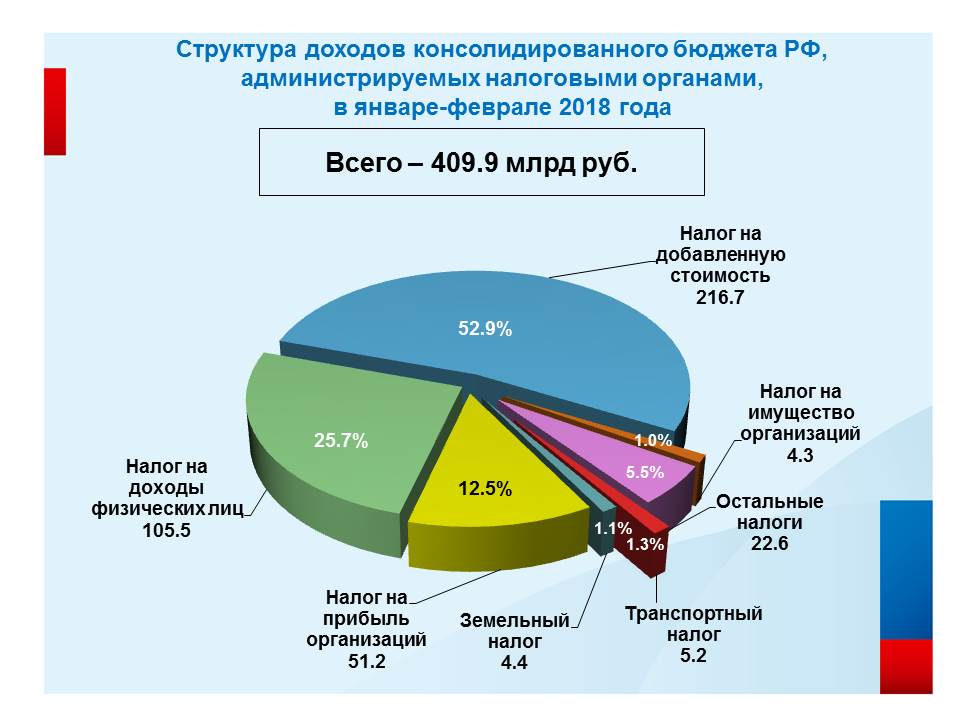 Структура доходов консолидированного бюджета РФ,
администрируемых налоговыми органами,
в январе-феврале 2018 года
Всего – 409.9 млрд руб.
Налог на
добавленную
стоимость
216.7
52.9%
Налог на
имущество
организаций
4.3
1.0%
5.5%
25.7%
12.5%
1.1%
1.3%
Налог на
доходы
физических лиц
105.5
Остальные
налоги
22.6
Налог на
прибыль
организаций
51.2
Земельный
налог
4.4
Транспортный
налог
5.2